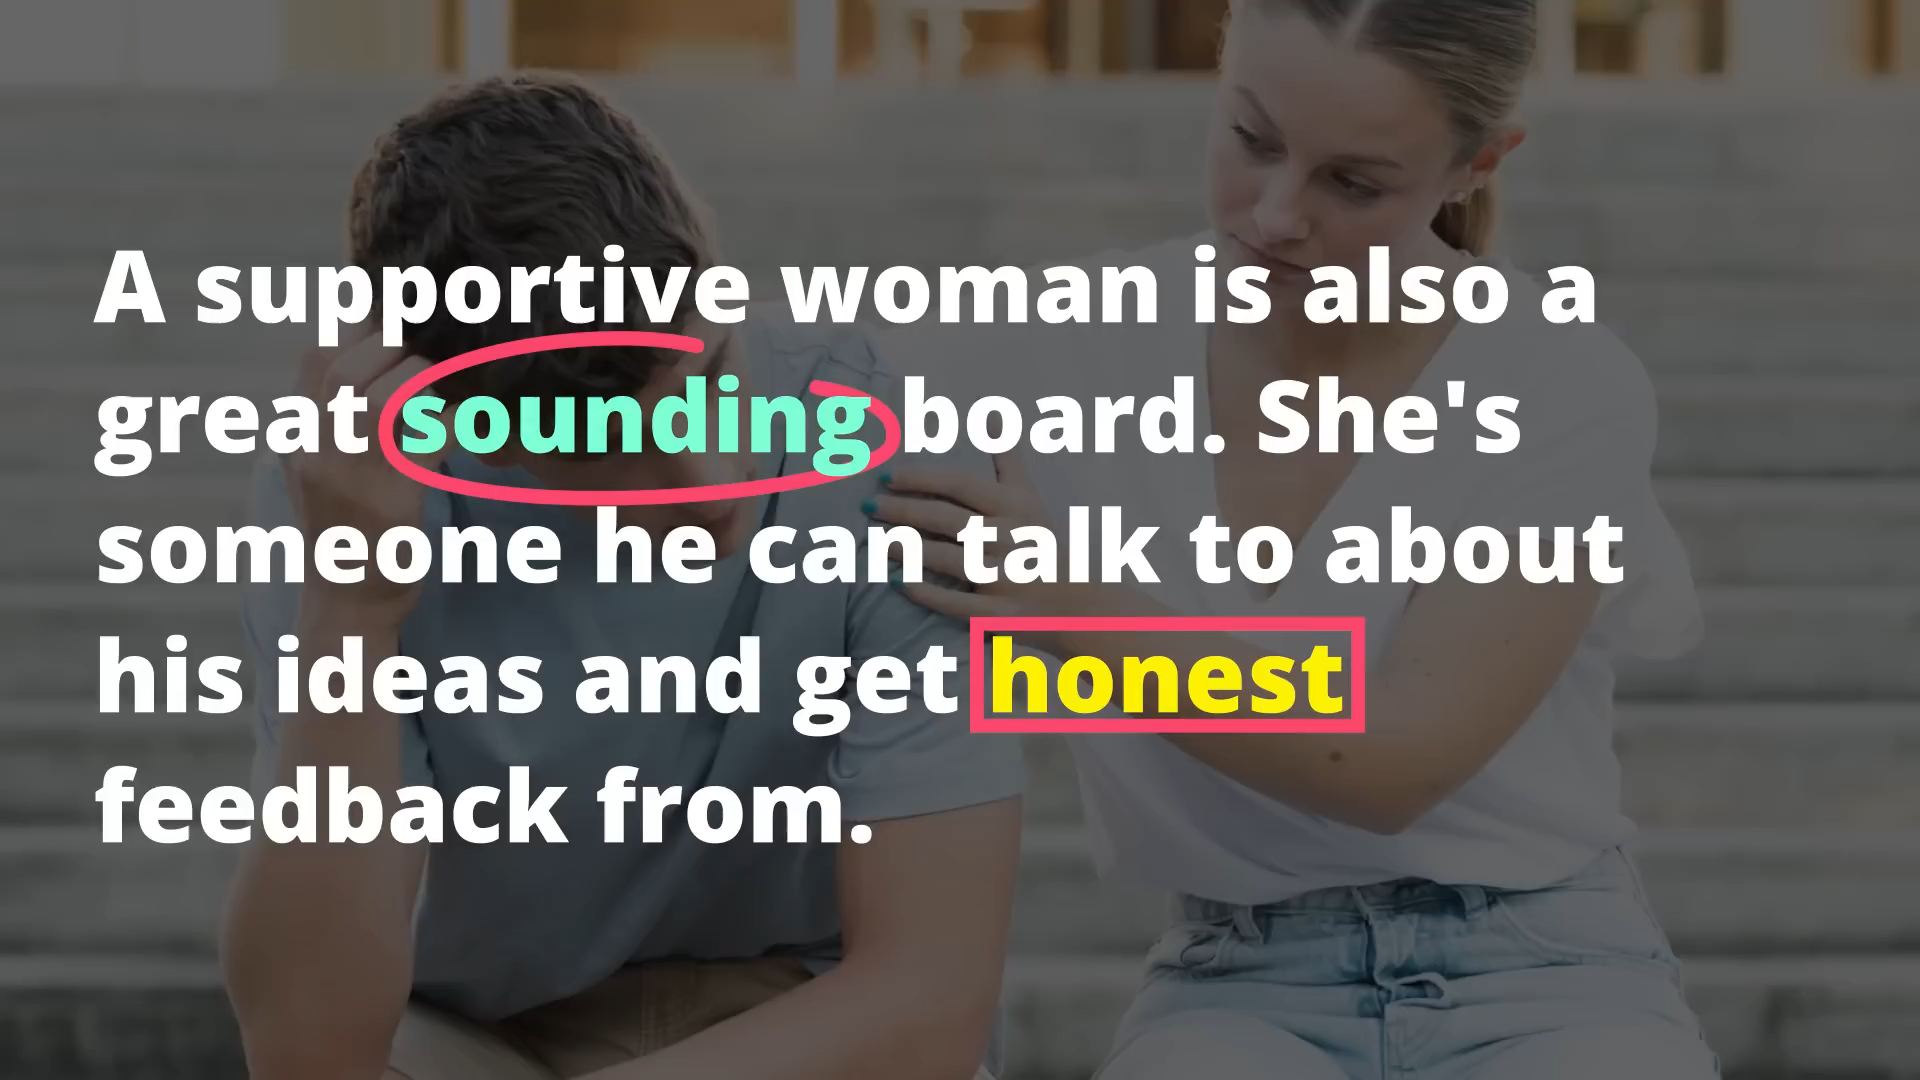 A supportive woman is also a
great sounding board. She's
someone he can talk to about
his ideas and get honest
feedback from.